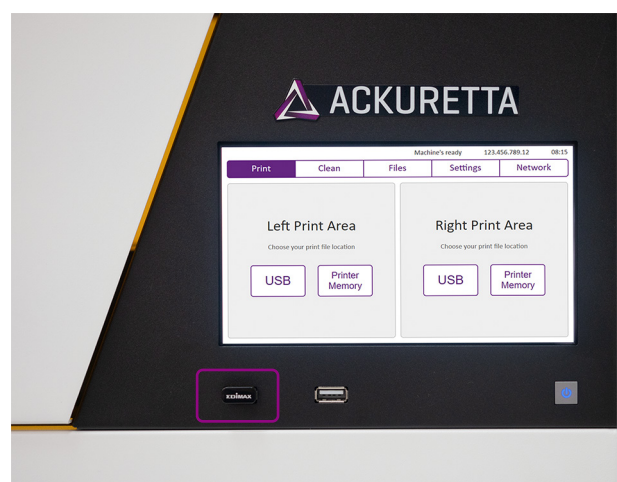 ACKURETTA
Machine's ready 123.456.789.12 08:15
Print Clean Files Settings Network
Left Print Area
Choose your print file location
USB
Printer
Memory
Right Print Area
Choose your print file location
USB
Printer
Memory
EDIMAX